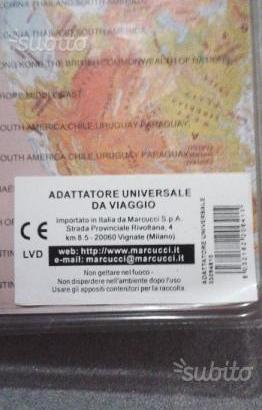 subito
CHINA THAILAND, SOUTH
CHINA THAILAND, SOUTH AMERICA
HONG KONG, THE BRITISH COMMONWEALTH OF NATIONS
MIDDLE EAST
SOUTH AMERICA, CHILE, URUGUAY, PARAGUAY,
SOUTH AMERICA CHILE, URUGUAY PARAGUAY
ADATTATORE UNIVERSALE
DA VIAGGIO
Importato in Italia da Marcucci S.p.A.
Strada Provinciale Rivoltana, 4
km 8.5 - 20060 Vignate (Milano)
CE
LVD
web: http://www.marcucci.it
e-mail: marcucci@marcucci.it
Non gettare nel fuoco -
Non disperdere nell'ambiente dopo l'uso
Usare gli appositi contenitori per la raccolta.
ADATTATORE UNIVERSALE
subito